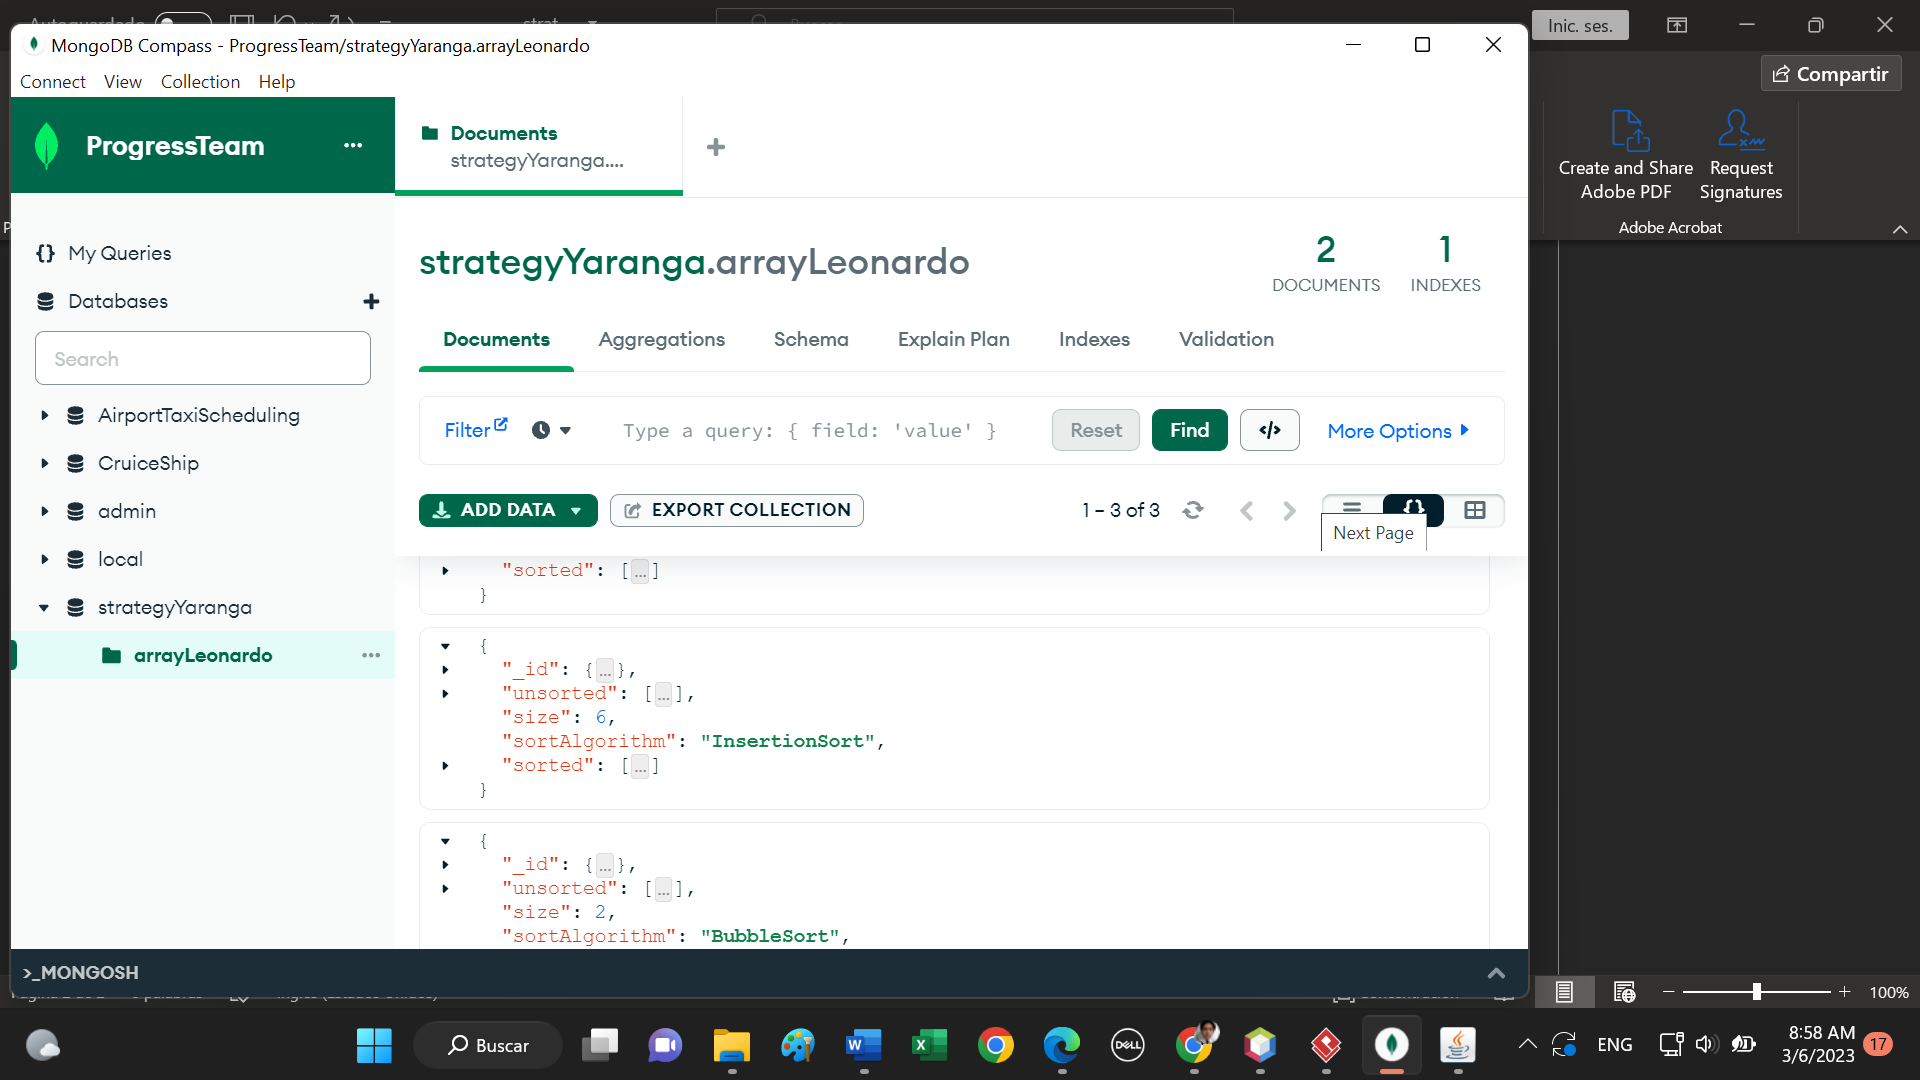 Inic. ses.
MongoDB Compass - ProgressTeam/strategyYaranga.arrayLeonardo
Connect View Collection Help
Compartir
ProgressTeam
Documents
strategyYaranga....
Create and Share
Adobe PDF
Request
Signatures
Adobe Acrobat
My Queries
Databases
Search
AirportTaxiScheduling
CruiceShip
admin
local
strategyYaranga
arrayLeonardo
strategyYaranga.arrayLeonardo
2
DOCUMENTS
1
INDEXES
Documents Aggregations Schema Explain Plan Indexes Validation
Filter
Type a query: { field: 'value' }
Reset
Find
</>
More Options
ADD DATA
EXPORT COLLECTION
1 – 3 of 3
{}
Next Page
"sorted": [...]
}
{
"_id": {...},
"unsorted": [...],
"size": 6,
"sortAlgorithm": "InsertionSort",
"sorted": [...]
}
{
"_id": {...},
"unsorted": [...],
"size": 2,
"sortAlgorithm": "BubbleSort",
>_MONGOSH
100%
Buscar
DELL
ENG
8:58 AM
3/6/2023
17